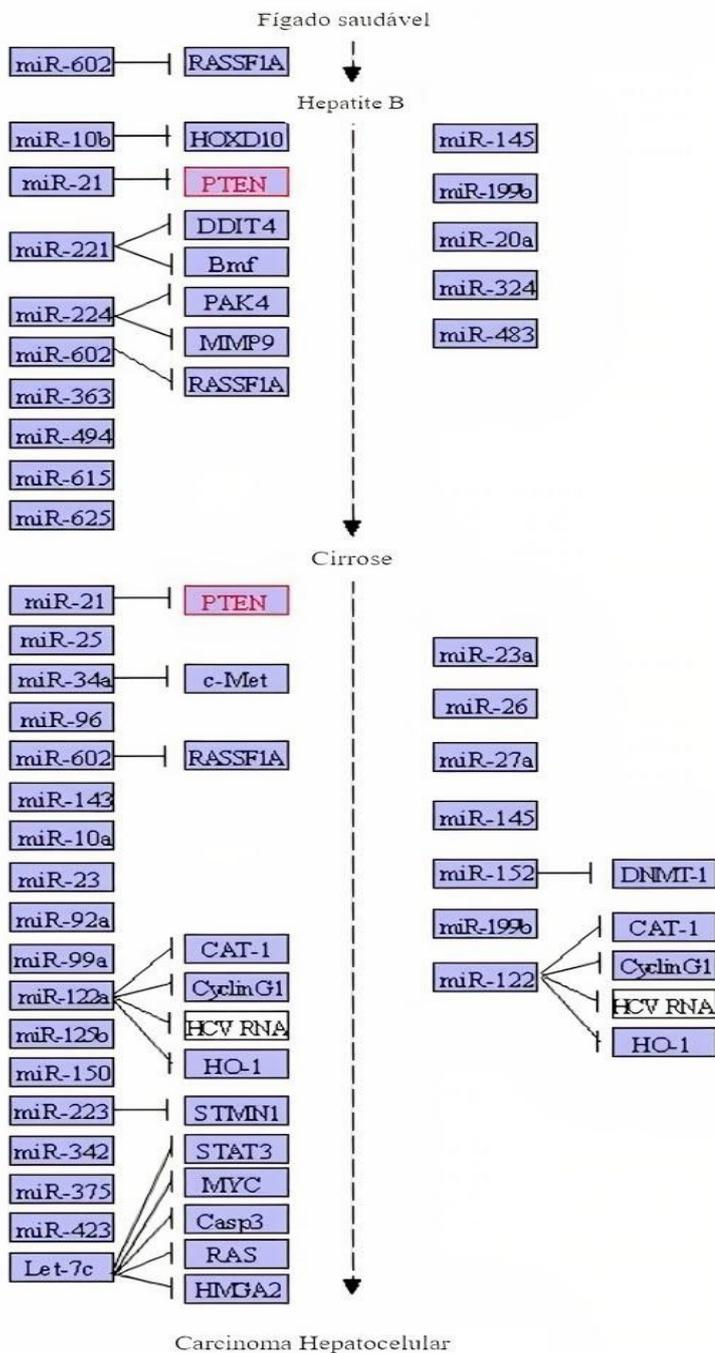 Fígado saudável
miR-602 RASSF1A
Hepatite B
miR-10b HOXD10 miR-145
miR-21 PTEN miR-199b
miR-221 DDIT4 miR-20a
Bmf
miR-224 PAK4 miR-324
miR-602 MMP9 miR-483
miR-363 RASSF1A
miR-494
miR-615
miR-625
Cirrose
miR-21 PTEN
miR-25 miR-23a
miR-34a c-Met
miR-96 miR-26
miR-602 RASSF1A miR-27a
miR-143
miR-10a miR-145
miR-23 miR-152 DNMT-1
miR-92a miR-199b CAT-1
miR-99a CAT-1
miR-122a CyclinG1 miR-122 CyclinG1
miR-125b HCV RNA HCV RNA
miR-150 HO-1 HO-1
miR-223 STMN1
miR-342 STAT3
miR-375 MYC
miR-423 Casp3
Let-7c RAS
HMGA2
Carcinoma Hepatocelular